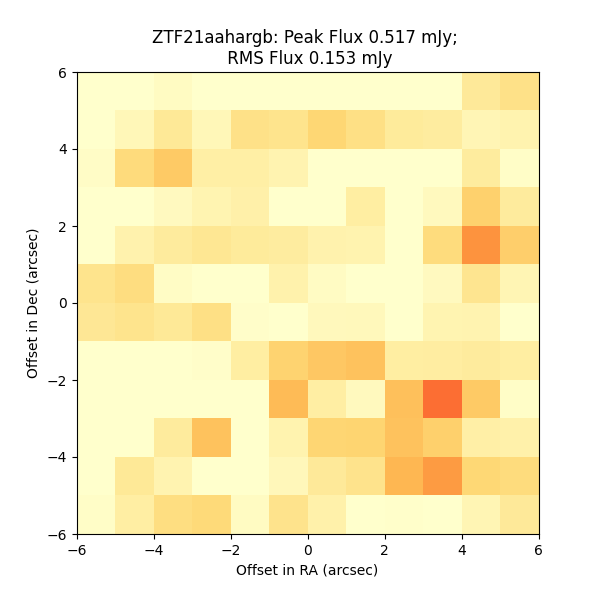 ZTF21aahargb: Peak Flux 0.517 mJy;
RMS Flux 0.153 mJy
6
4
2
0
−2
−4
−6
Offset in Dec (arcsec)
−6 −4 −2 0 2 4 6
Offset in RA (arcsec)